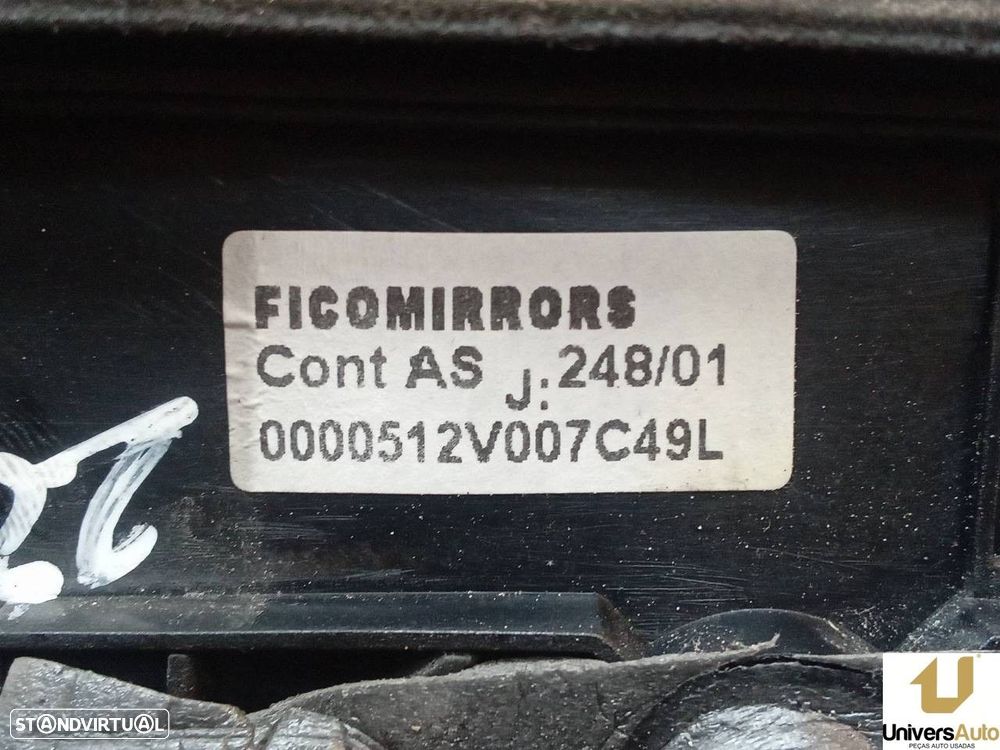 FICOMIRRORS
Cont AS J: 248/01
0000512V007C49L
STANDVIRTUAL
UniversAuto
PEÇAS AUTO USADAS